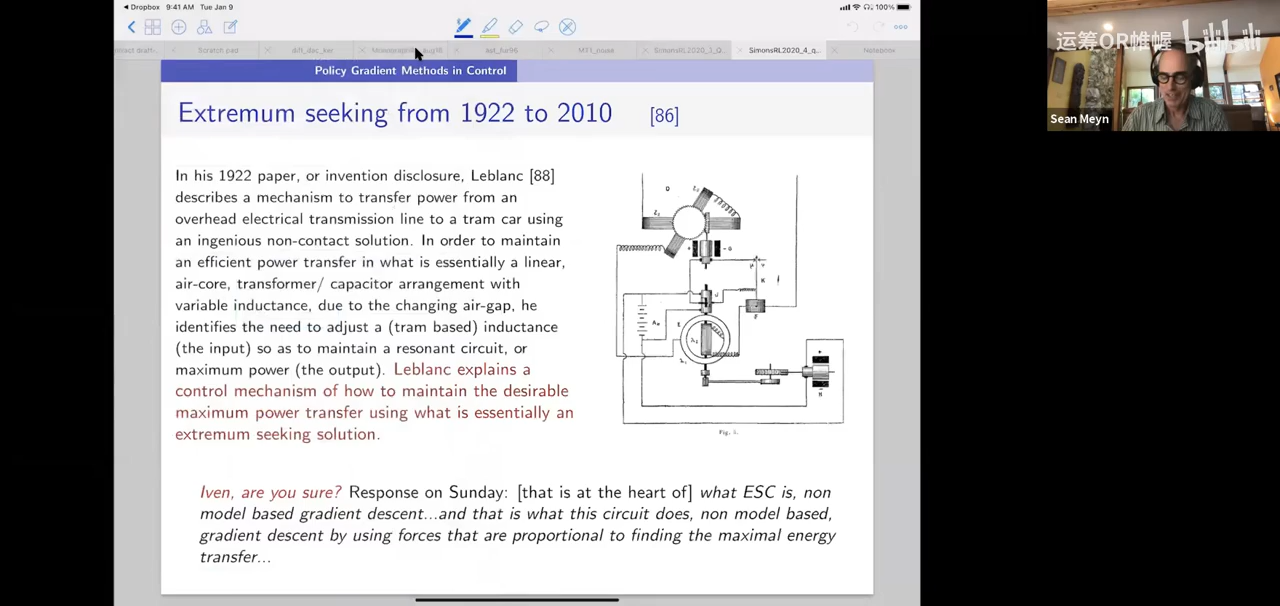 Dropbox 9:41 AM Tue Jan 9
100%
Scratch pad
ast_tur96
SimonsRL2020_3_Q...
SimonsRL2020_4_q...
Notebook
运筹OR帷幄 bilibili
Sean Meyn
Policy Gradient Methods in Control
Extremum seeking from 1922 to 2010 [86]
In his 1922 paper, or invention disclosure, Leblanc [88]
describes a mechanism to transfer power from an
overhead electrical transmission line to a tram car using
an ingenious non-contact solution. In order to maintain
an efficient power transfer in what is essentially a linear,
air-core, transformer/ capacitor arrangement with
variable inductance, due to the changing air-gap, he
identifies the need to adjust a (tram based) inductance
(the input) so as to maintain a resonant circuit, or
maximum power (the output). Leblanc explains a
control mechanism of how to maintain the desirable
maximum power transfer using what is essentially an
extremum seeking solution.
Iven, are you sure? Response on Sunday: [that is at the heart of] what ESC is, non
model based gradient descent...and that is what this circuit does, non model based,
gradient descent by using forces that are proportional to finding the maximal energy
transfer...